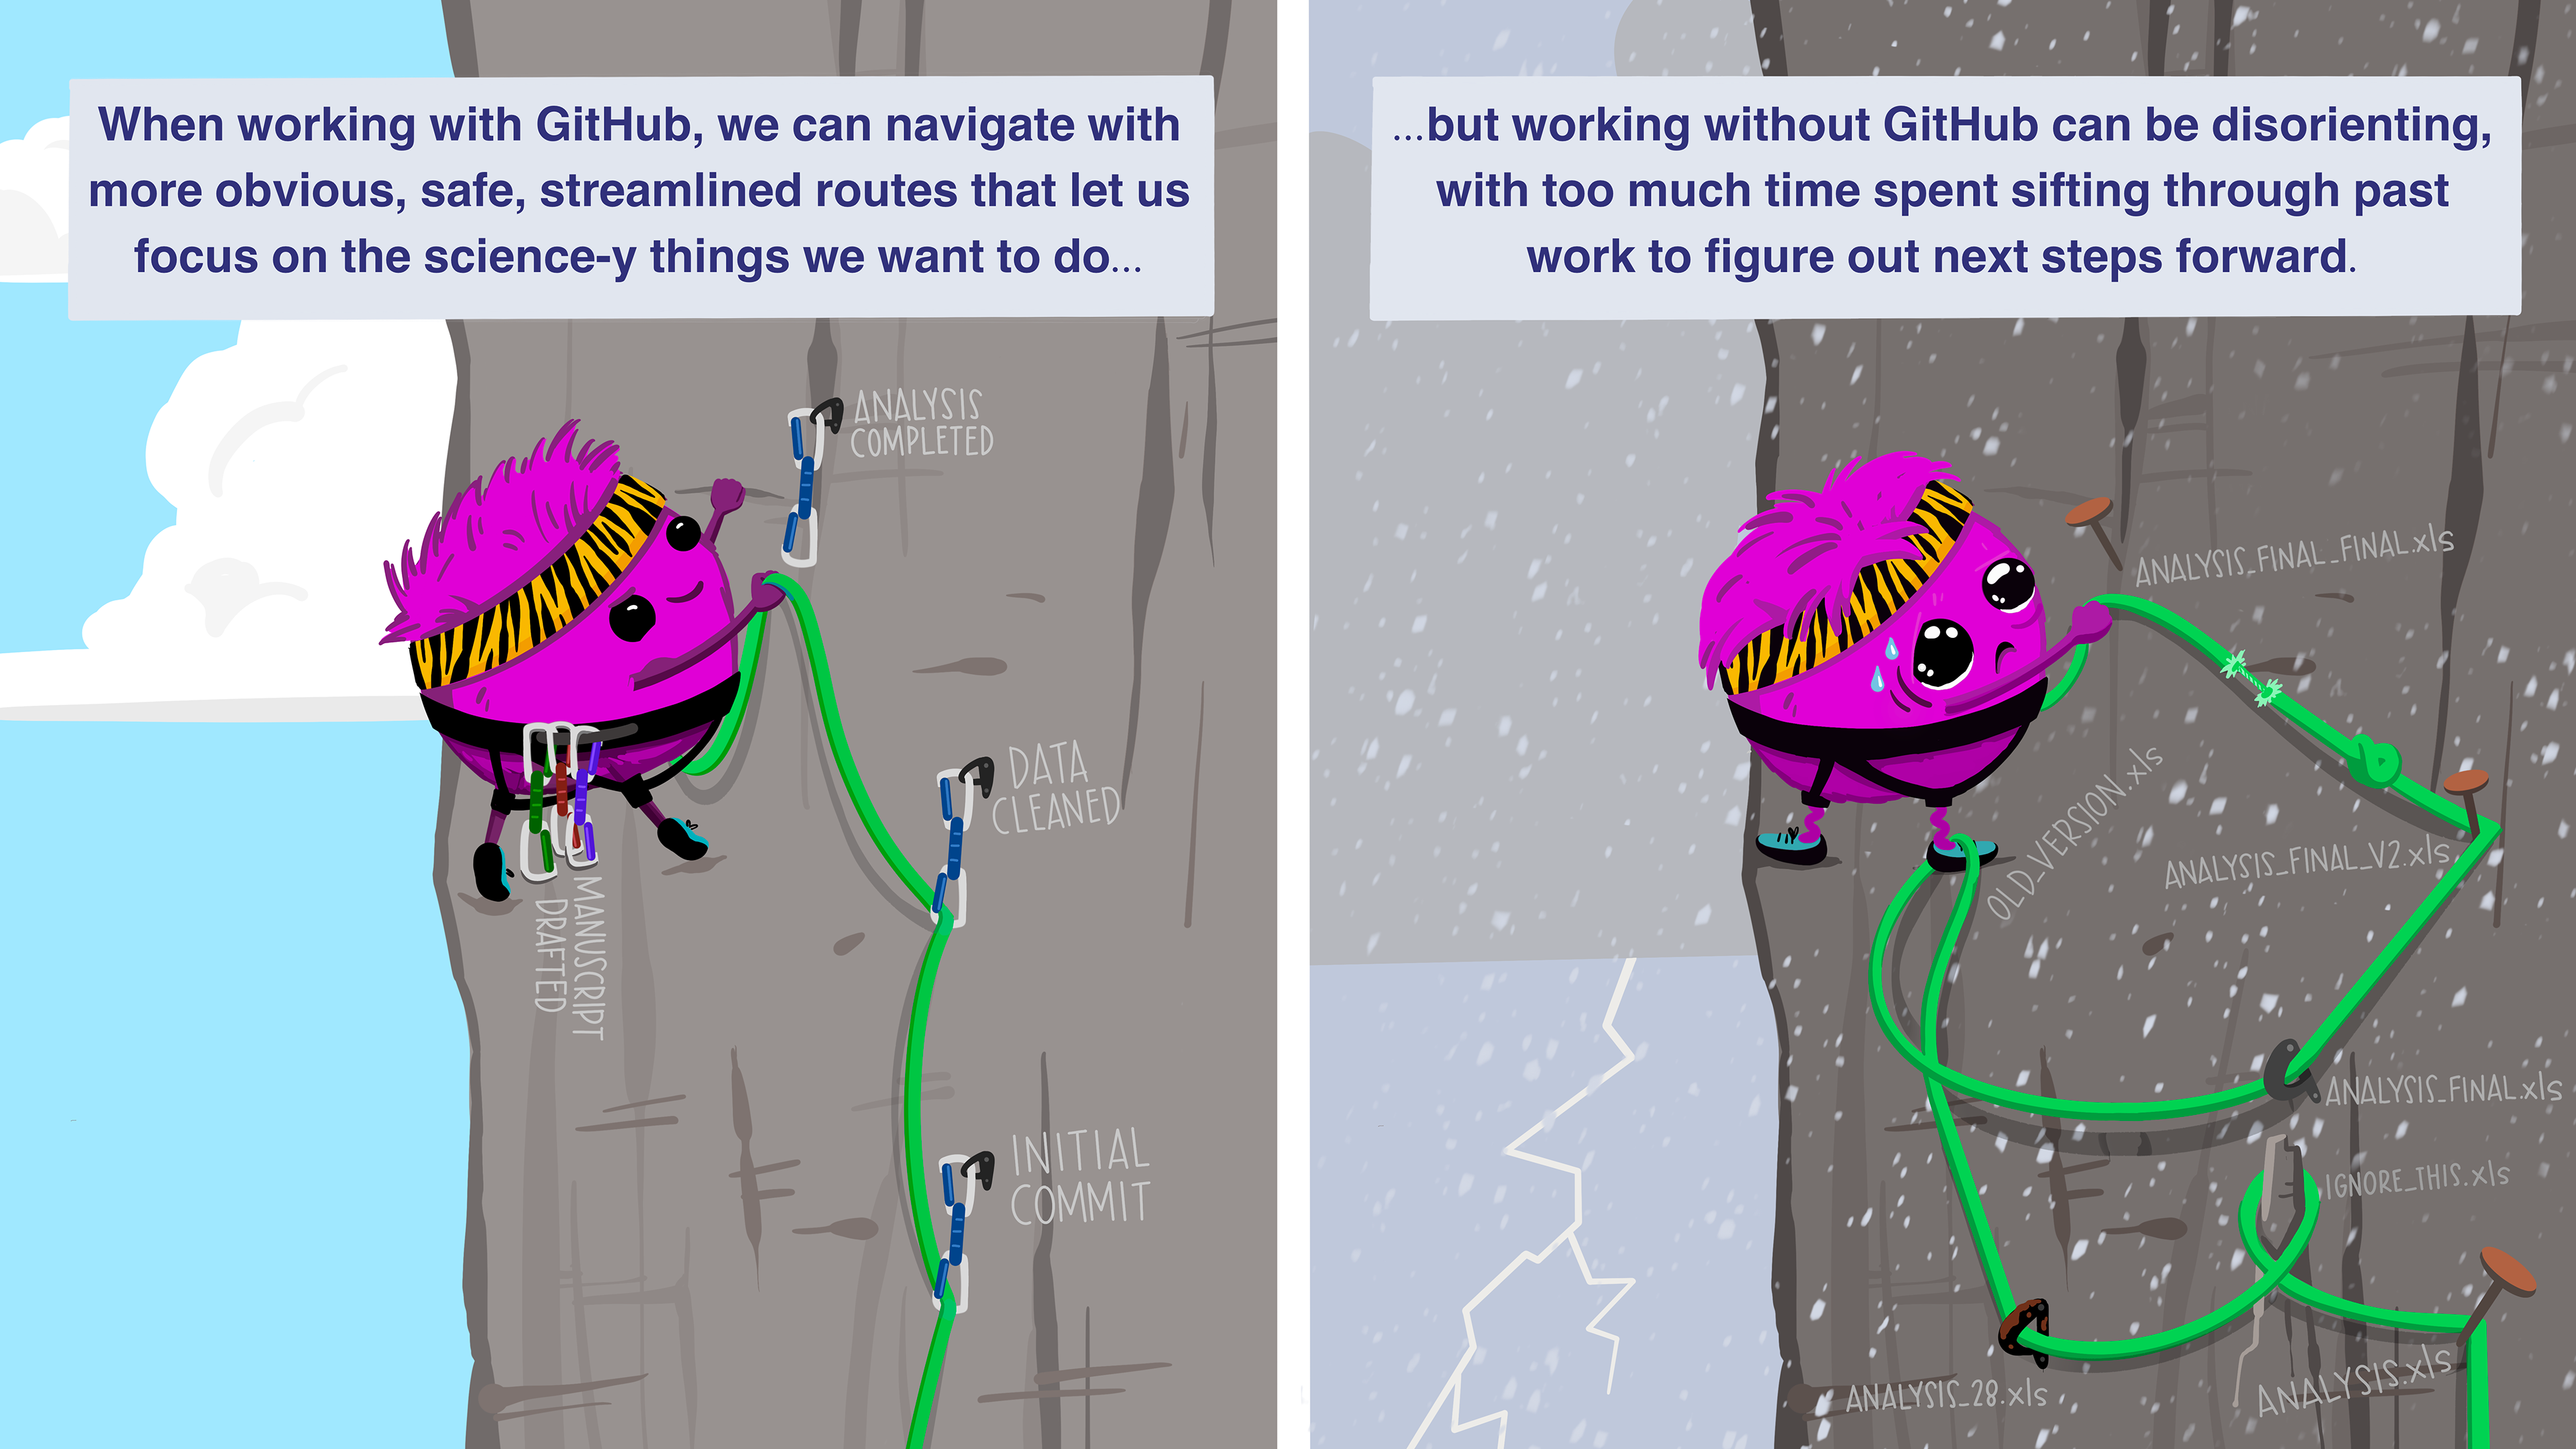 When working with GitHub, we can navigate with
more obvious, safe, streamlined routes that let us
focus on the science-y things we want to do...
ANALYSIS
COMPLETED
DATA
CLEANED
MANUSCRIPT
DRAFTED
INITIAL
COMMIT
...but working without GitHub can be disorienting,
with too much time spent sifting through past
work to figure out next steps forward.
ANALYSIS_FINAL_FINAL.xls
OLD_VERSION.xls
ANALYSIS_FINAL_V2.xls
ANALYSIS_FINAL.xls
IGNORE_THIS.xls
ANALYSIS_28.xls
ANALYSIS.xls